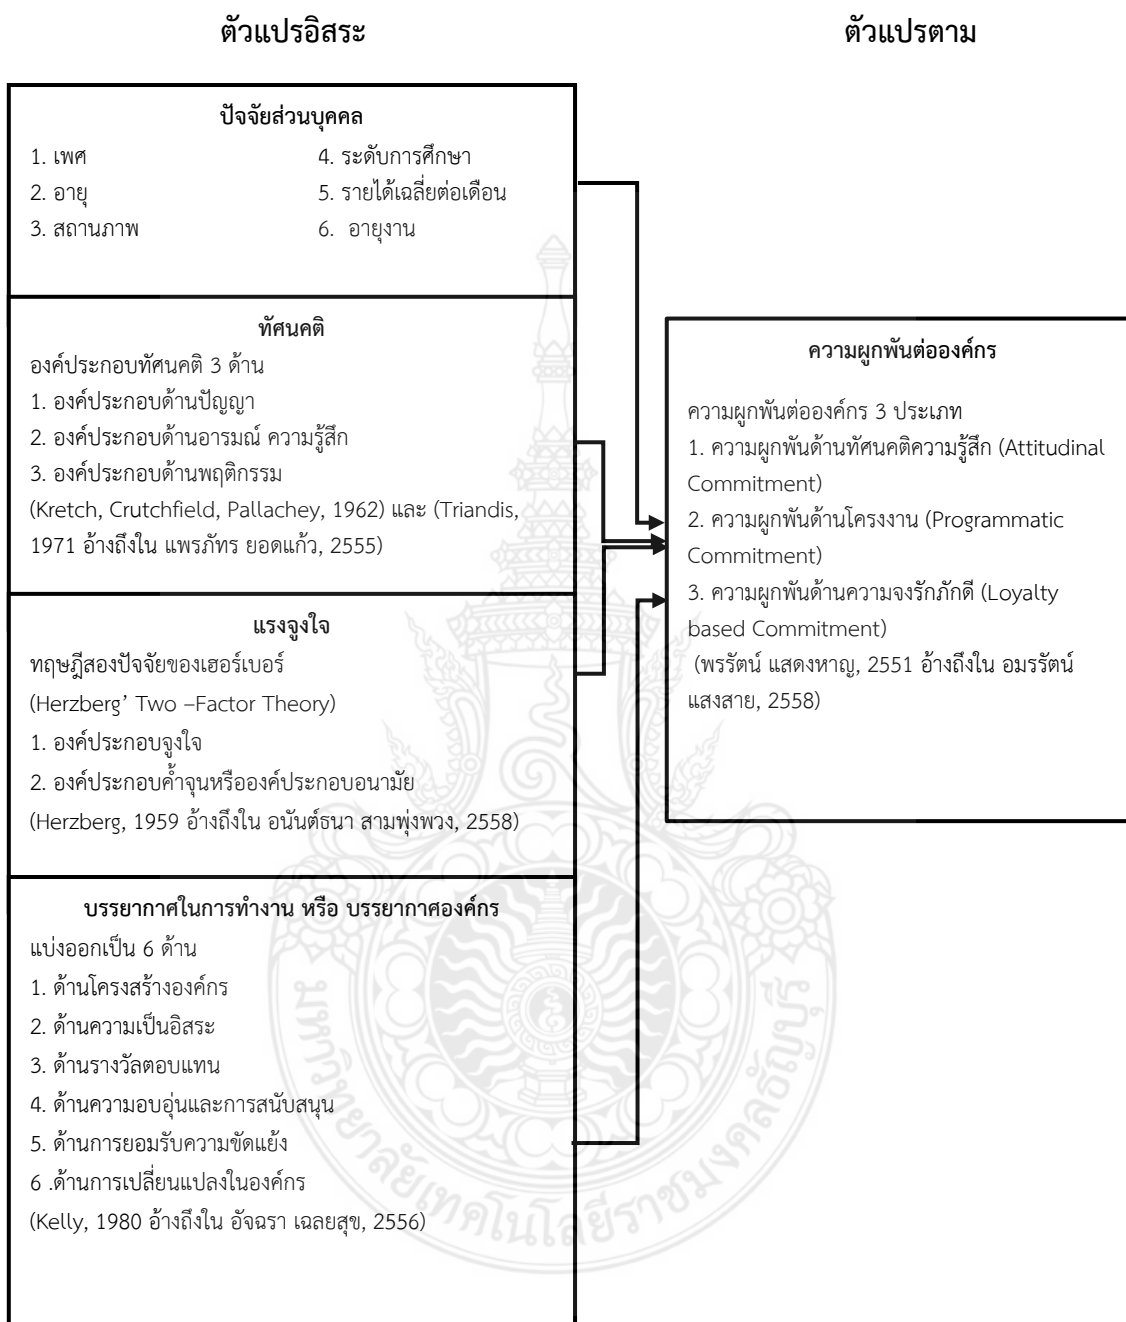 ตัวแปรอิสระ
ตัวแปรตาม
ปัจจัยส่วนบุคคล
1. เพศ
2. อายุ
3. สถานภาพ
4. ระดับการศึกษา
5. รายได้เฉลี่ยต่อเดือน
6. อายุงาน
ทัศนคติ
องค์ประกอบทัศนคติ 3 ด้าน
1. องค์ประกอบด้านปัญญา
2. องค์ประกอบด้านอารมณ์ ความรู้สึก
3. องค์ประกอบด้านพฤติกรรม
(Kretch, Crutchfield, Pallachey, 1962) และ (Triandis,
1971 อ้างถึงใน แพรภัทร ยอดแก้ว, 2555)
แรงจูงใจ
ทฤษฎีสองปัจจัยของเฮอร์เบอร์
(Herzberg’ Two –Factor Theory)
1. องค์ประกอบจูงใจ
2. องค์ประกอบค้ำจุนหรือองค์ประกอบอนามัย
(Herzberg, 1959 อ้างถึงใน อนันต์ธนา สามพุ่งพวง, 2558)
บรรยากาศในการทำงาน หรือ บรรยากาศองค์กร
แบ่งออกเป็น 6 ด้าน
1. ด้านโครงสร้างองค์กร
2. ด้านความเป็นอิสระ
3. ด้านรางวัลตอบแทน
4. ด้านความอบอุ่นและการสนับสนุน
5. ด้านการยอมรับความขัดแย้ง
6 .ด้านการเปลี่ยนแปลงในองค์กร
(Kelly, 1980 อ้างถึงใน อัจฉรา เฉลยสุข, 2556)
ความผูกพันต่อองค์กร
ความผูกพันต่อองค์กร 3 ประเภท
1. ความผูกพันด้านทัศนคติความรู้สึก (Attitudinal
Commitment)
2. ความผูกพันด้านโครงงาน (Programmatic
Commitment)
3. ความผูกพันด้านความจงรักภักดี (Loyalty
based Commitment)
(พรรัตน์ แสดงหาญ, 2551 อ้างถึงใน อมรรัตน์
แสงสาย, 2558)
มหาวิทยาลัยเทคโนโลยีราชมงคลธัญบุรี